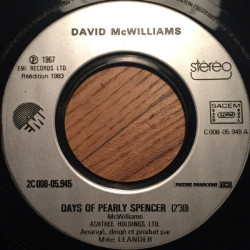 DAVID McWILLIAMS
Ⓟ 1967
EMI RECORDS LTD.
Réédition 1983
stereo
SACEM
2C 008-05.945
C 008-05.945
EMI
DAYS OF PEARLY SPENCER (2'30)
McWilliams
ASHTREE HOLDINGS LTD.
Arrangé, dirigé et produit par
Mike LEANDER